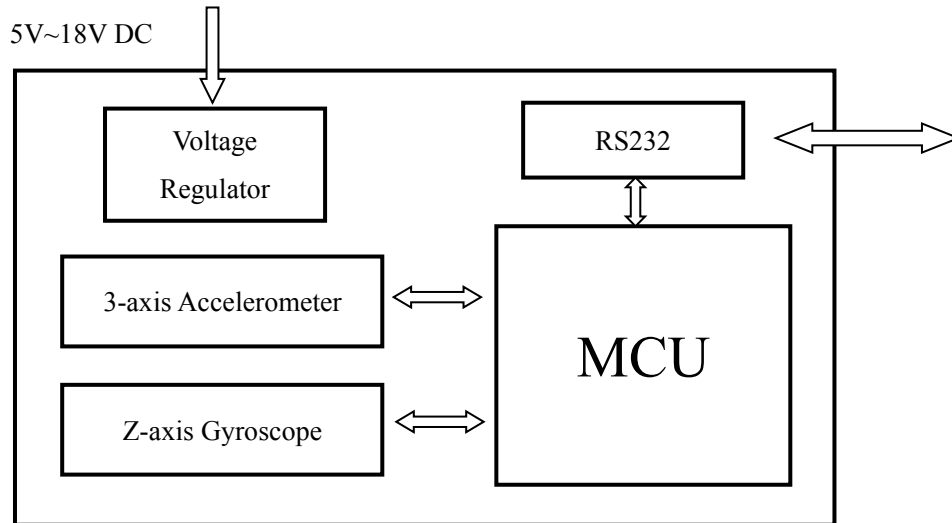 5V~18V DC
Voltage
Regulator
RS232
3-axis Accelerometer
MCU
Z-axis Gyroscope